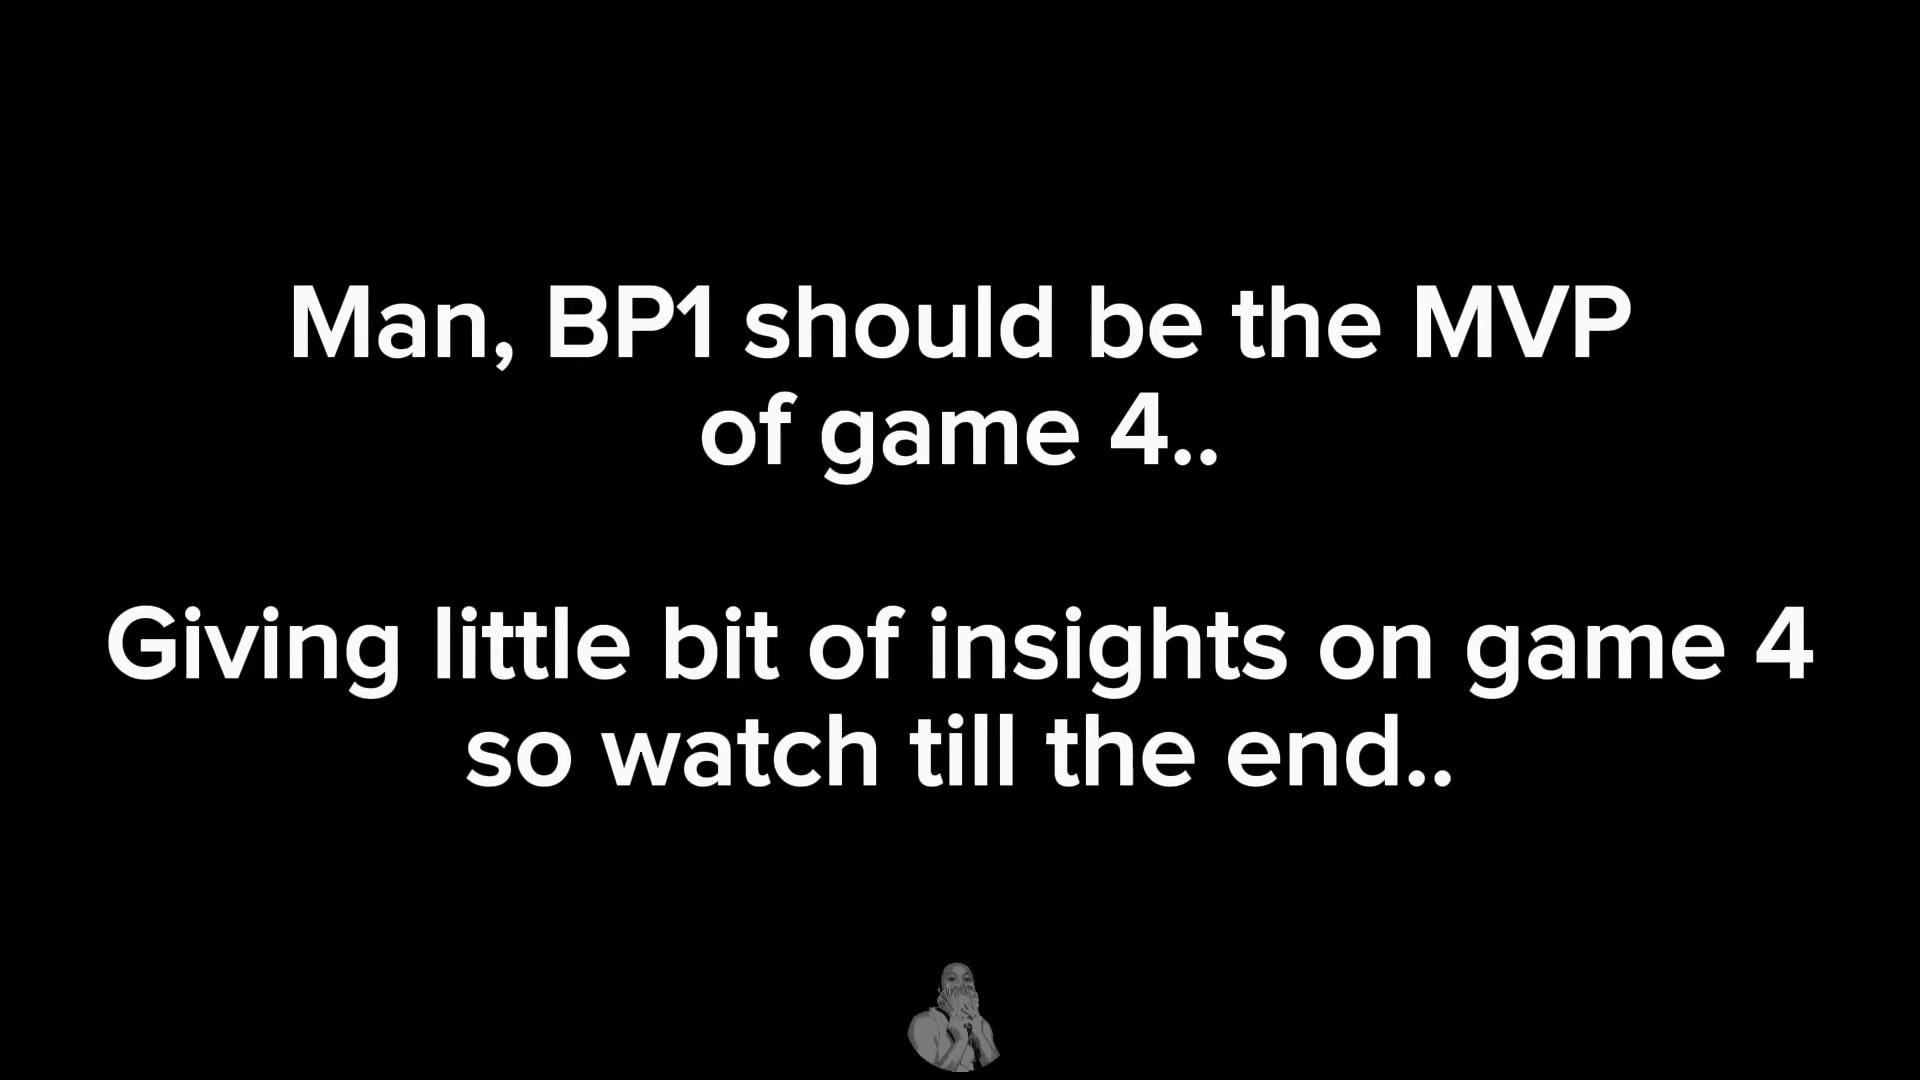 Man, BP1 should be the MVP
of game 4..
Giving little bit of insights on game 4
so watch till the end..